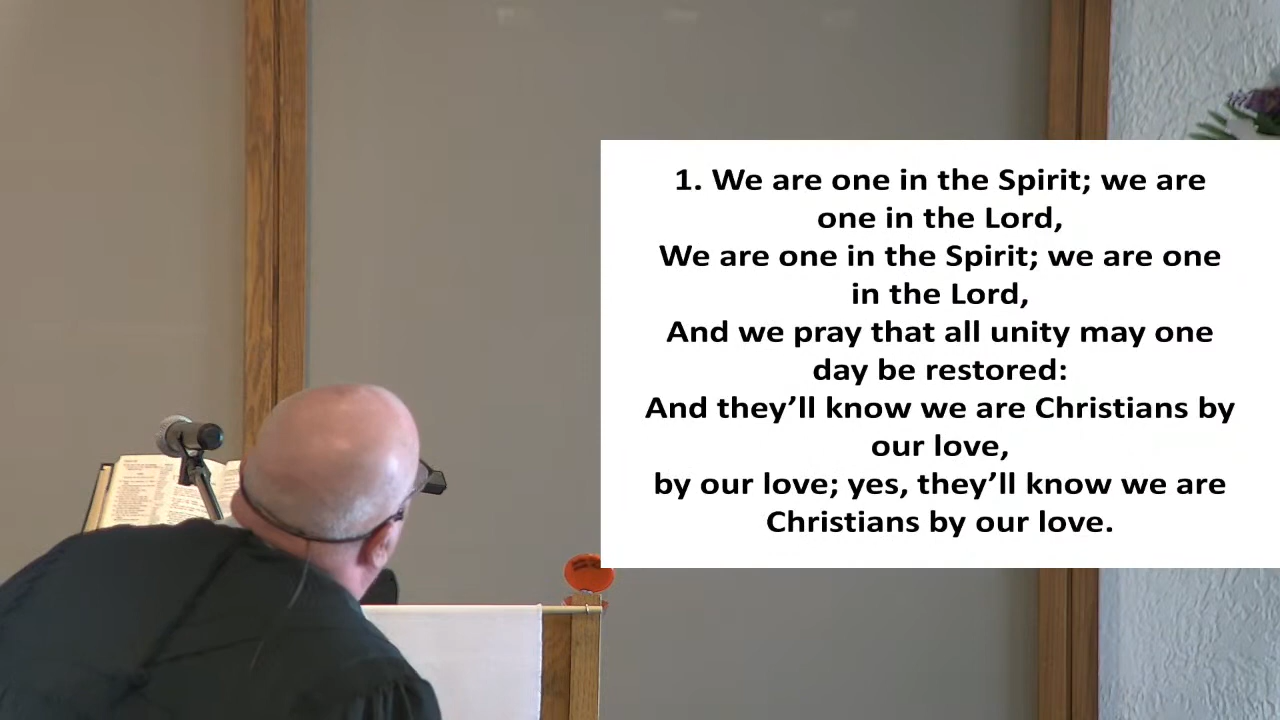 1. We are one in the Spirit; we are
one in the Lord,
We are one in the Spirit; we are one
in the Lord,
And we pray that all unity may one
day be restored:
And they’ll know we are Christians by
our love,
by our love; yes, they’ll know we are
Christians by our love.